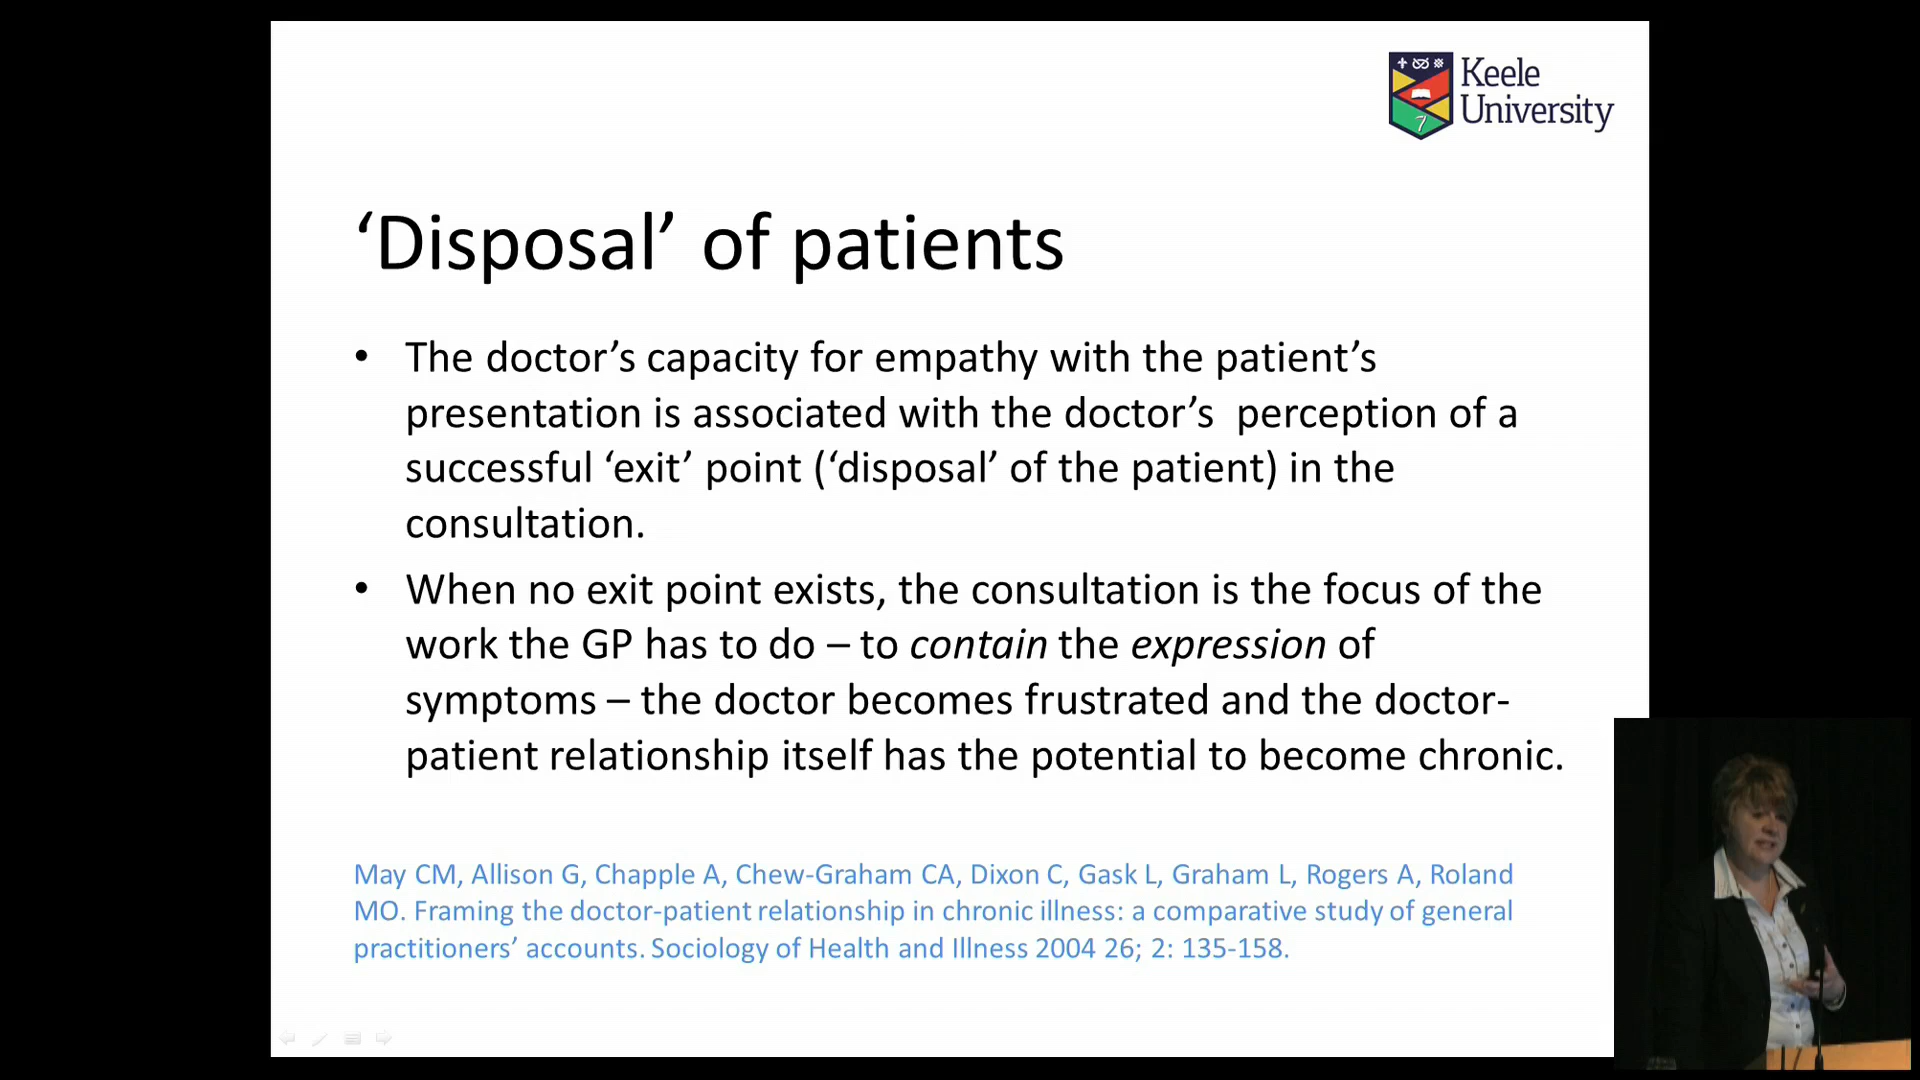 Keele
University
‘Disposal’ of patients
• The doctor’s capacity for empathy with the patient’s
presentation is associated with the doctor’s  perception of a
successful ‘exit’ point (‘disposal’ of the patient) in the
consultation.
• When no exit point exists, the consultation is the focus of the
work the GP has to do – to contain the expression of
symptoms – the doctor becomes frustrated and the doctor-
patient relationship itself has the potential to become chronic.
May CM, Allison G, Chapple A, Chew-Graham CA, Dixon C, Gask L, Graham L, Rogers A, Roland
MO. Framing the doctor-patient relationship in chronic illness: a comparative study of general
practitioners’ accounts. Sociology of Health and Illness 2004 26; 2: 135-158.